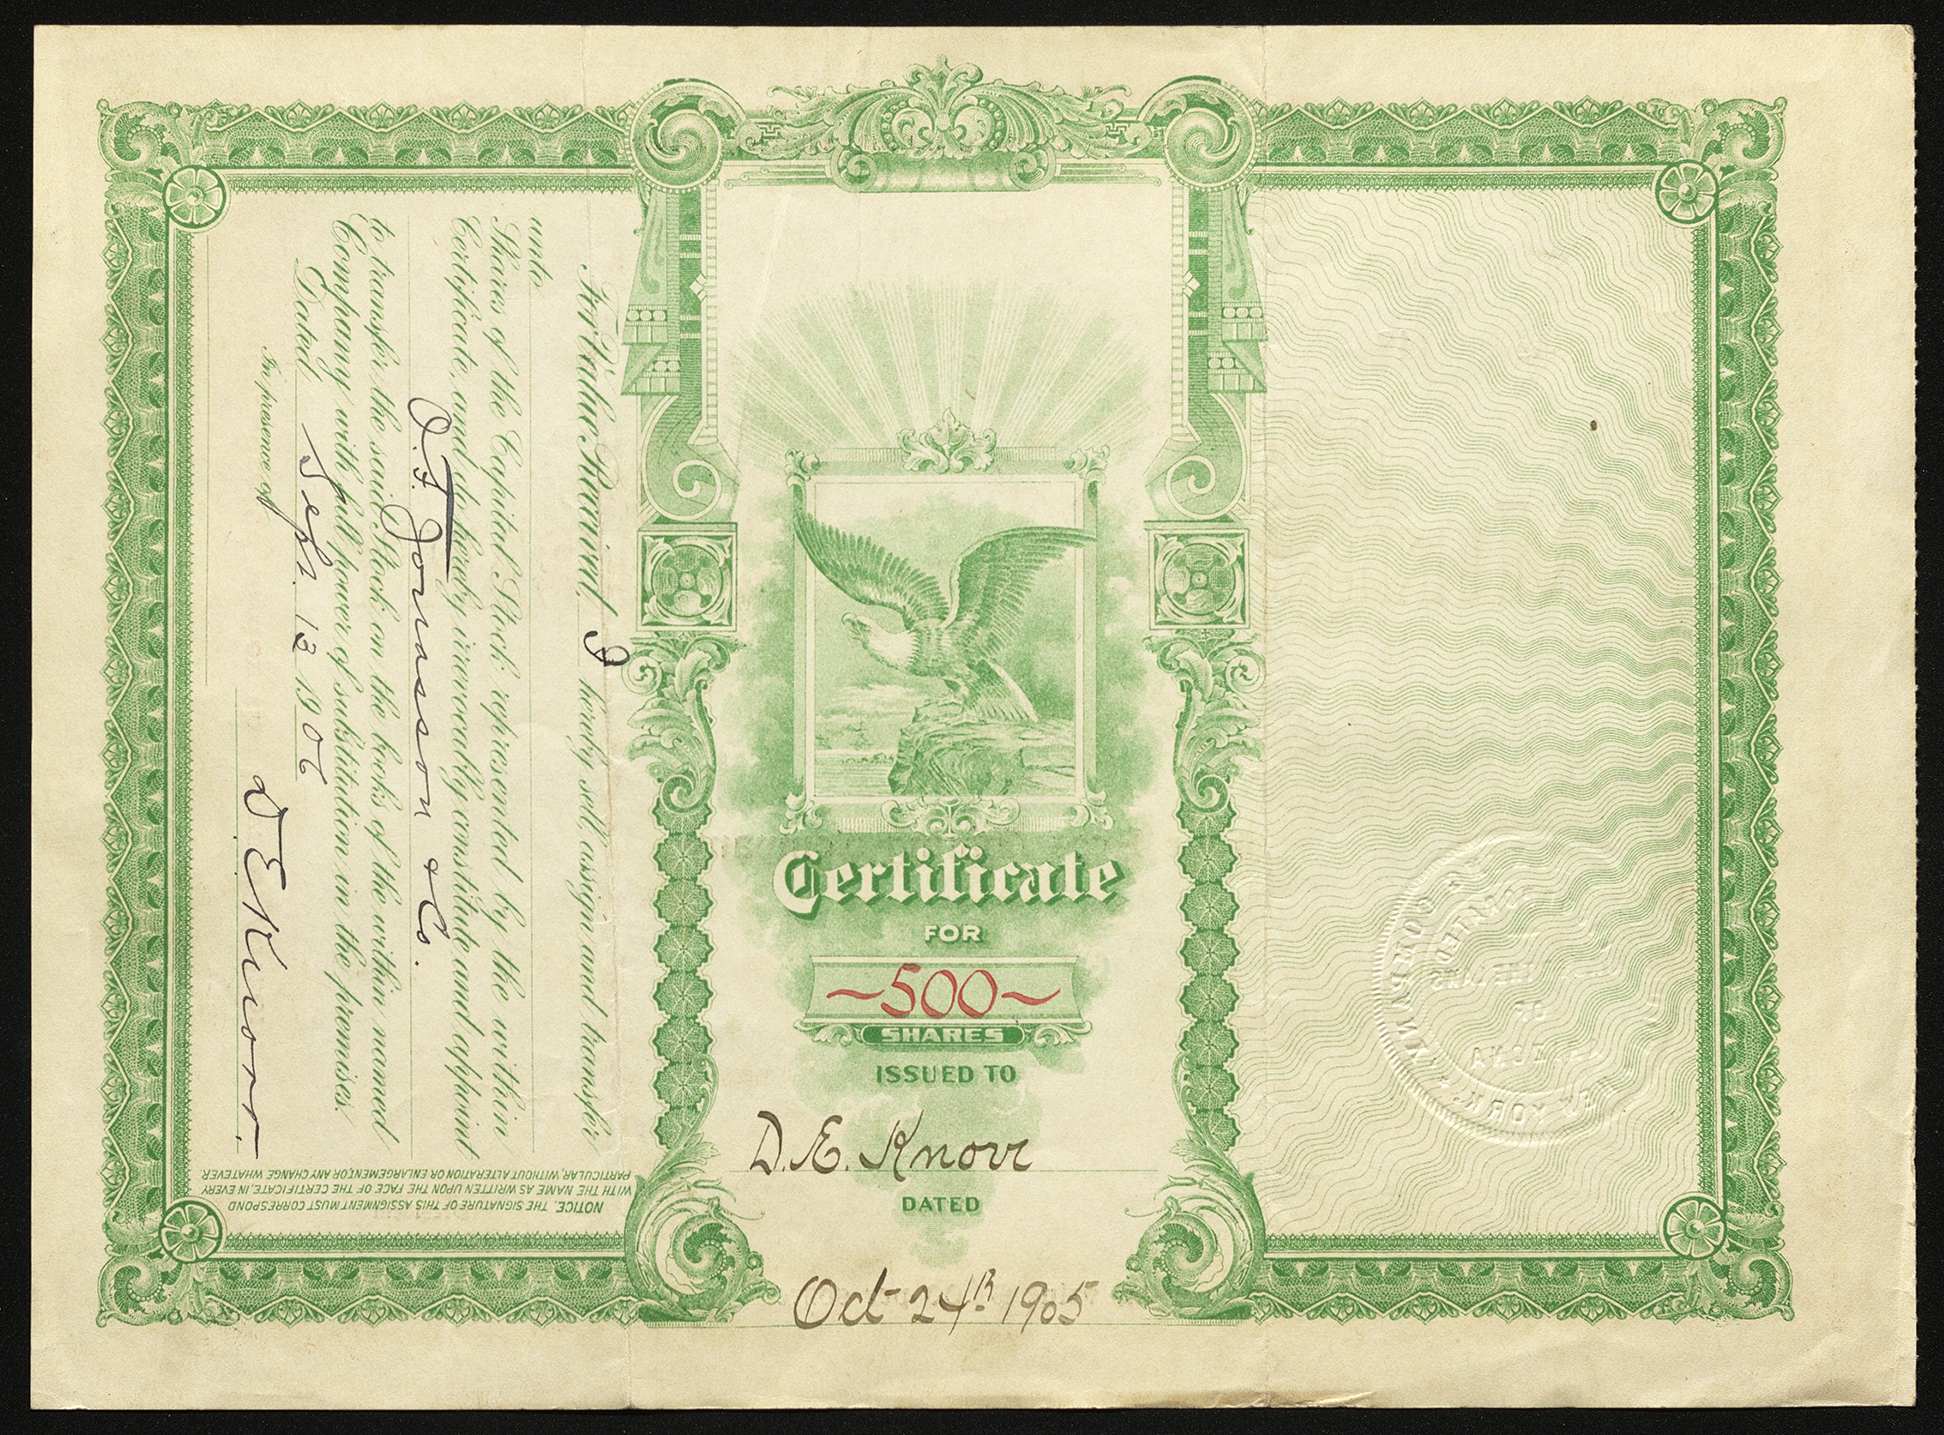 Certificate
FOR
~500~
SHARES
ISSUED TO
D. E. Knorr
DATED
Oct 24th 1905
For Value Received, I hereby sell, assign and transfer
unto
Shares of the Capital Stock represented by the within
Certificate, and do hereby irrevocably constitute and appoint
O. F. Jonasson & Co.
to transfer the said Stock on the books of the within named
Company with full power of substitution in the premises.
Dated, Sept. 13 1906
In presence of
D. E. Knorr.
NOTICE. THE SIGNATURE OF THIS ASSIGNMENT MUST CORRESPOND
WITH THE NAME AS WRITTEN UPON THE FACE OF THE CERTIFICATE, IN EVERY
PARTICULAR, WITHOUT ALTERATION OR ENLARGEMENT, OR ANY CHANGE WHATEVER